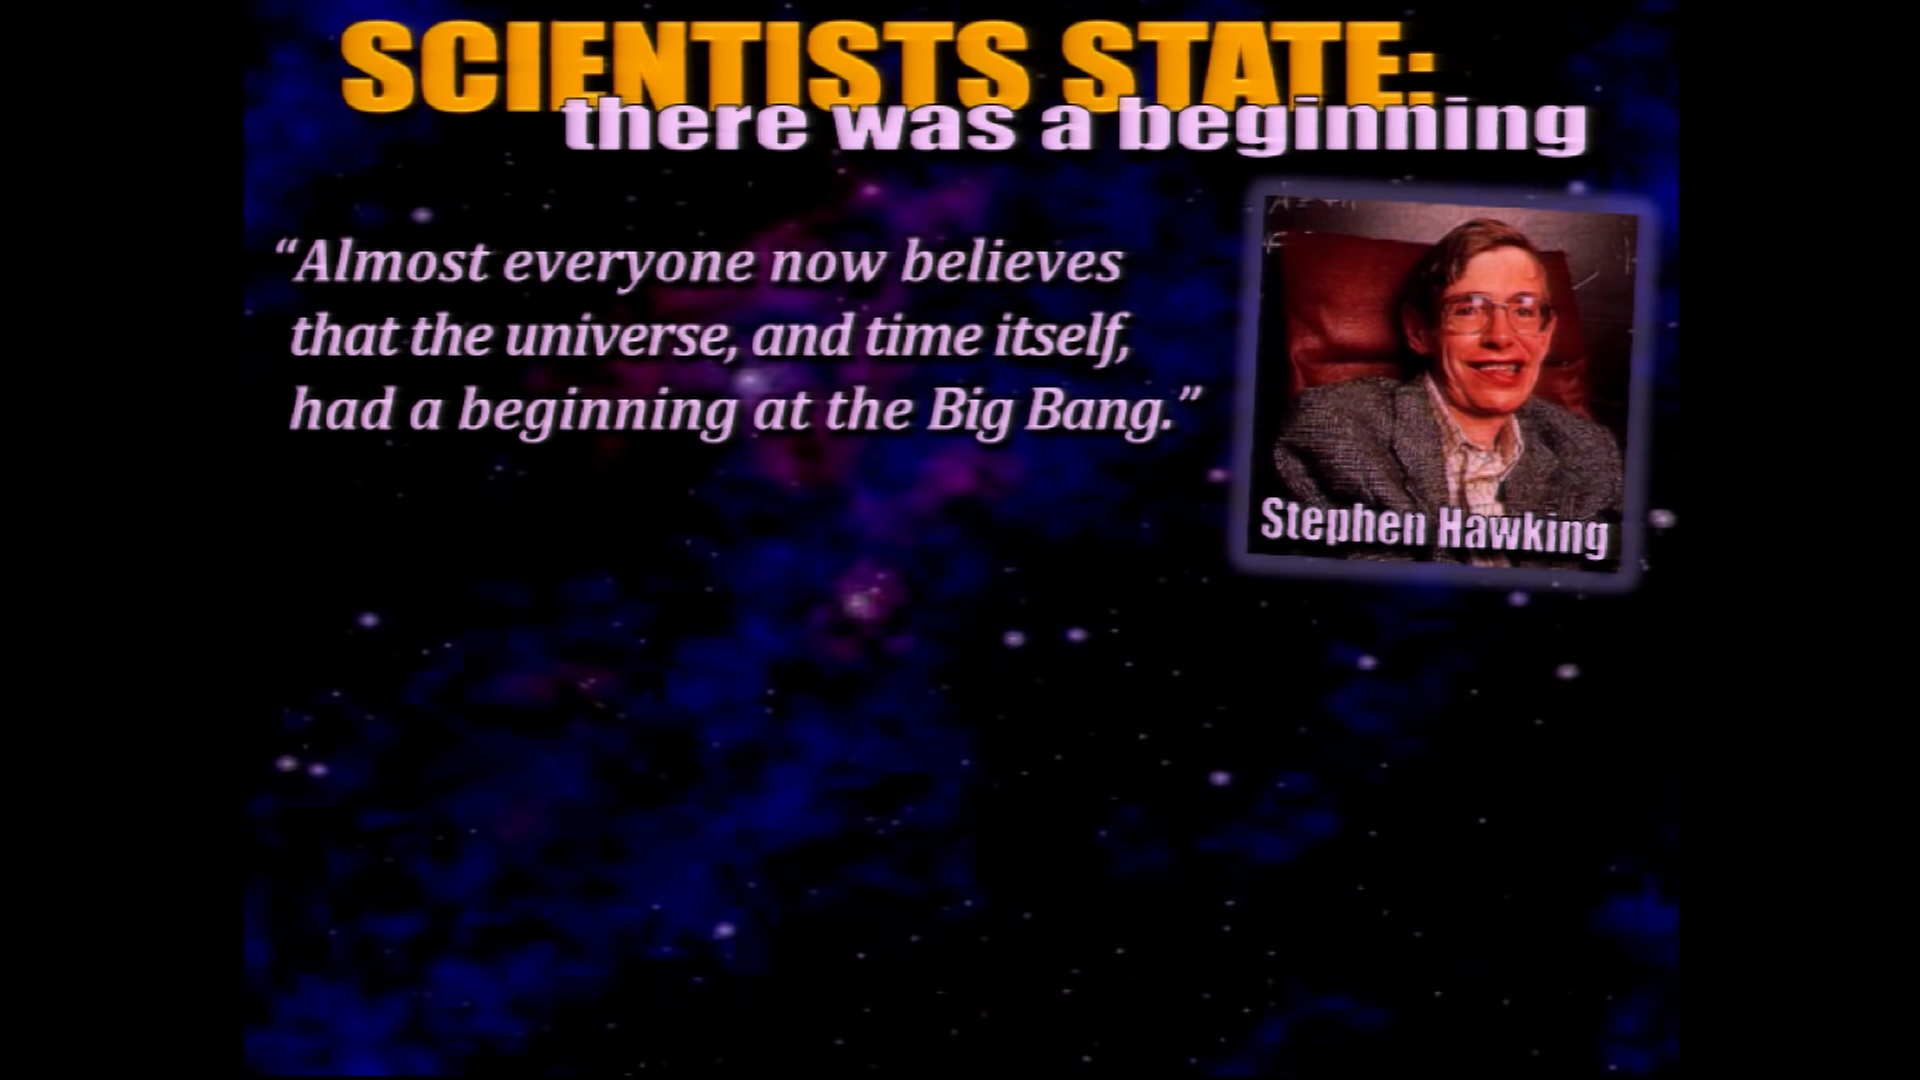 SCIENTISTS STATE:
there was a beginning
“Almost everyone now believes
that the universe, and time itself,
had a beginning at the Big Bang.”
Stephen Hawking